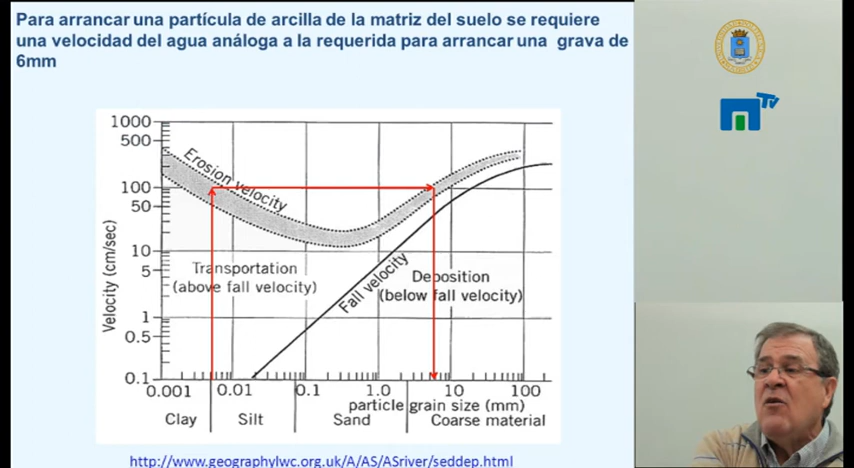 Para arrancar una partícula de arcilla de la matriz del suelo se requiere
una velocidad del agua análoga a la requerida para arrancar una grava de
6mm
Tv
1000
500
100
50
10
5
1
0.5
0.1
Velocity (cm/sec)
Erosion velocity
Transportation
(above fall velocity)
Fall velocity
Deposition
(below fall velocity)
0.001 0.01 0.1 1.0 10 100
particle grain size (mm)
Clay Silt Sand Coarse material
http://www.geographylwc.org.uk/A/AS/ASriver/seddep.html